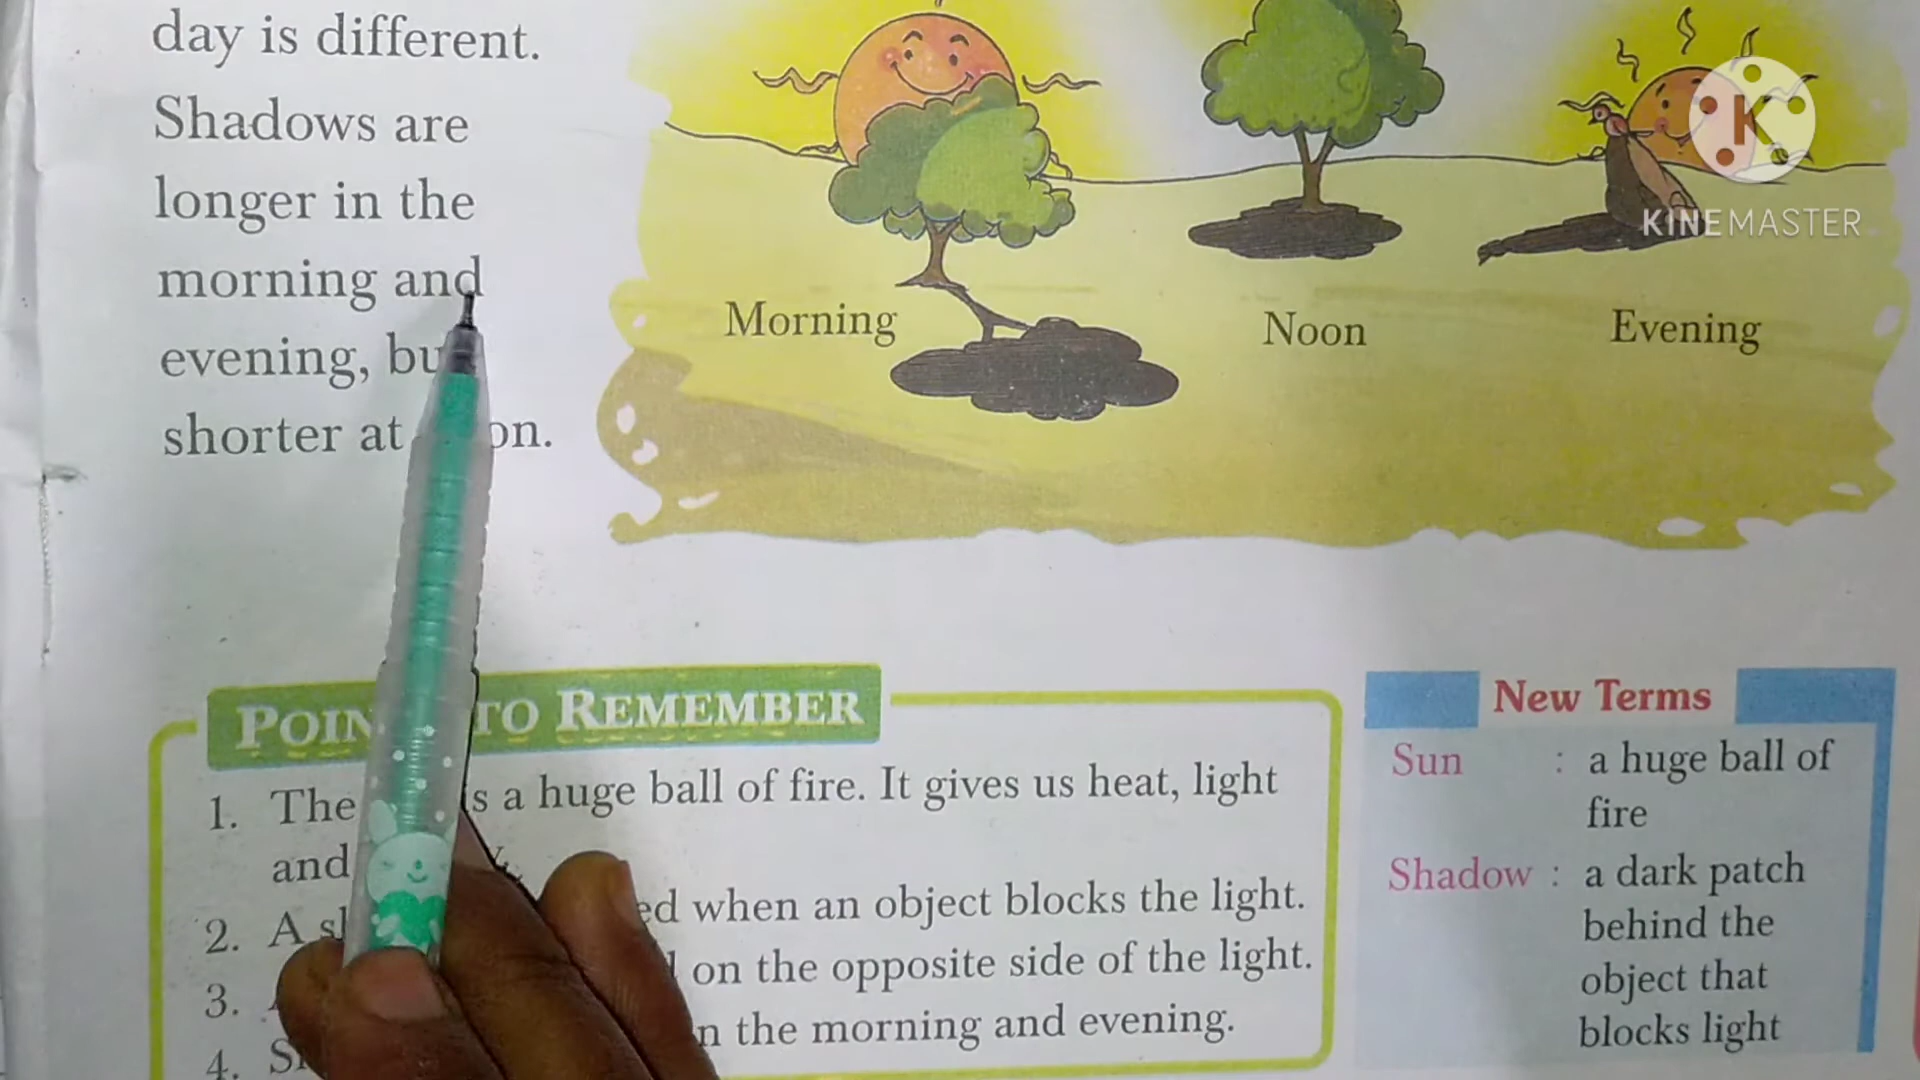 day is different.
Shadows are
longer in the
morning and
evening,
shorter at
Morning
Noon
Evening
KINEMASTER
TO REMEMBER
1. The is a huge ball of fire. It gives us heat, light
and
2. A when an object blocks the light.
3. on the opposite side of the light.
4. the morning and evening.
New Terms
Sun : a huge ball of
fire
Shadow : a dark patch
behind the
object that
blocks light